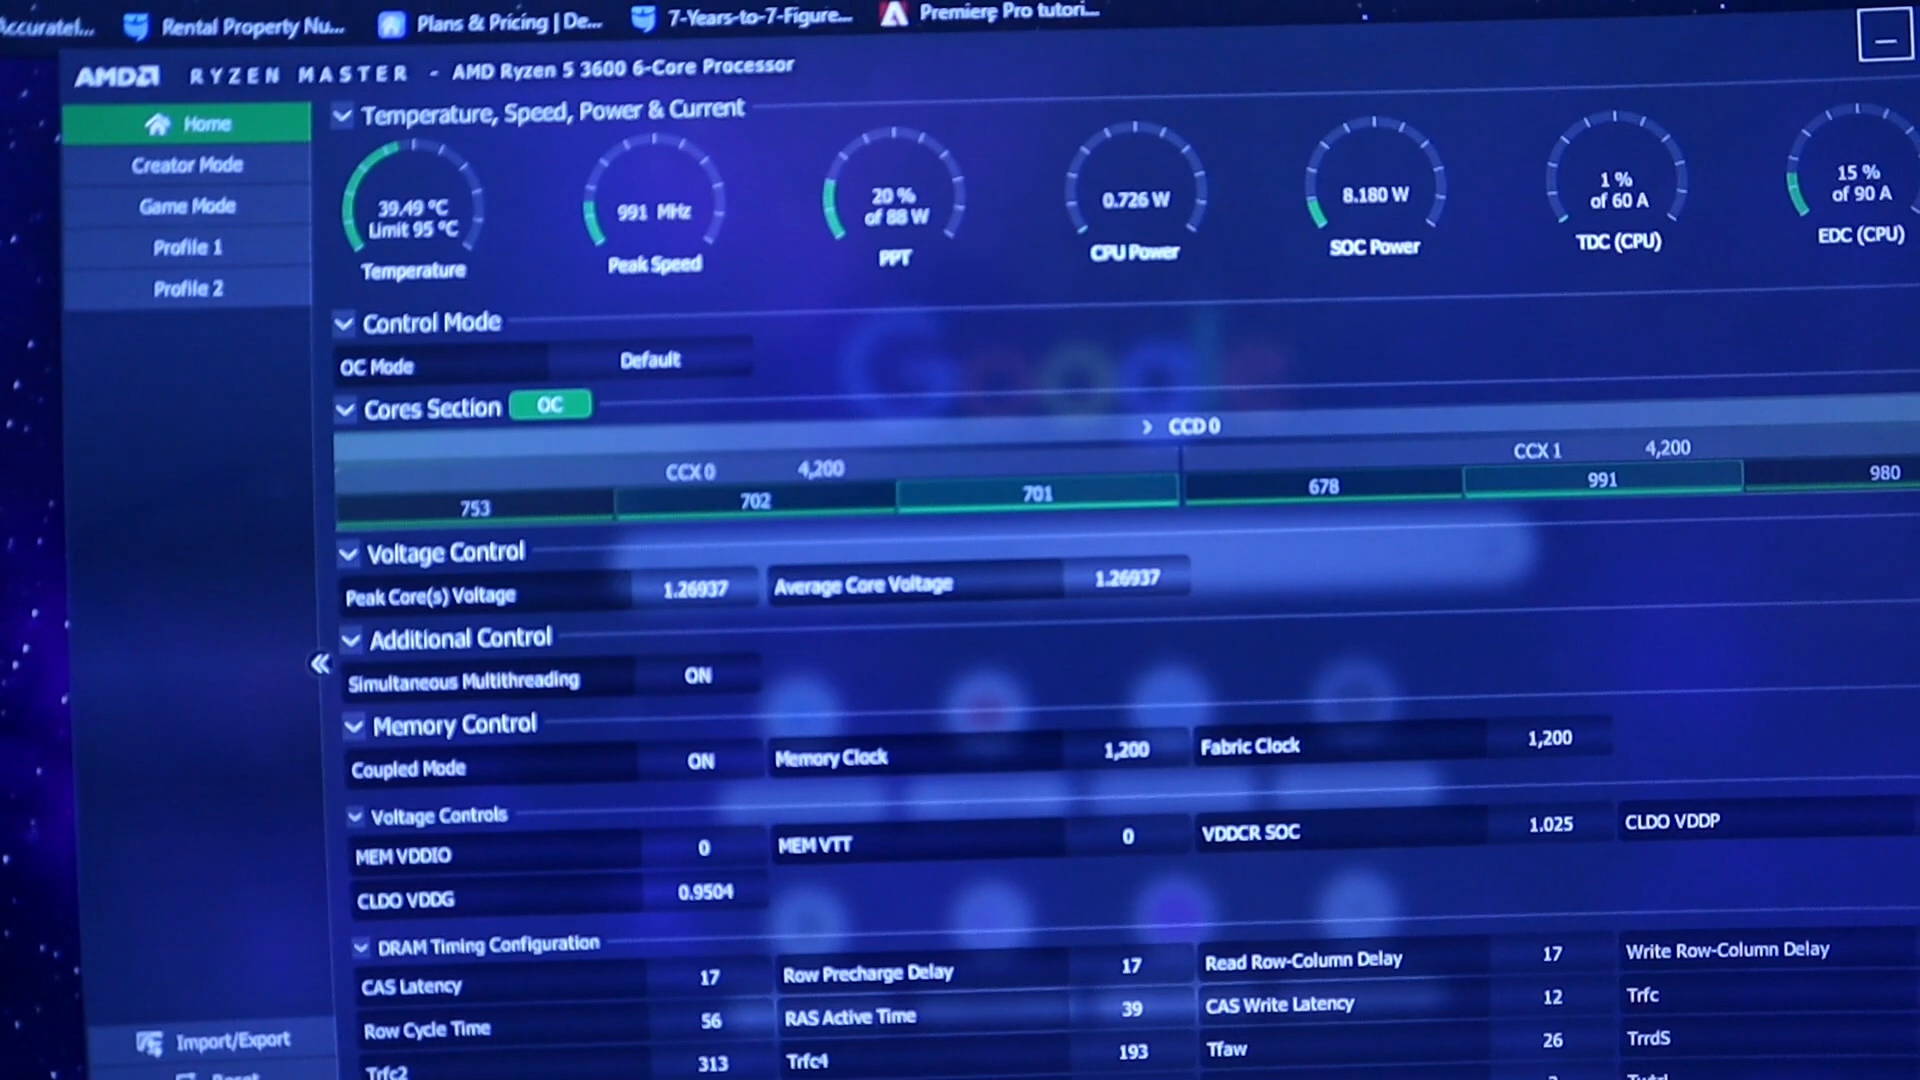 Rental Property Nu...
Plans & Pricing | De...
7-Years-to-7-Figure...
Premiere Pro tutori...
AMD RYZEN MASTER - AMD Ryzen 5 3600 6-Core Processor
Home
Creator Mode
Game Mode
Profile 1
Profile 2
Temperature, Speed, Power & Current
39.49 °C
Limit 95 °C
Temperature
991 MHz
Peak Speed
20 %
of 88 W
PPT
0.726 W
CPU Power
8.180 W
SOC Power
1 %
of 60 A
TDC (CPU)
15 %
of 90 A
EDC (CPU)
Control Mode
OC Mode Default
Cores Section OC
CCD 0
CCX 0 4,200 CCX 1 4,200
753 702 701 678 991 980
Voltage Control
Peak Core(s) Voltage 1.26937 Average Core Voltage 1.26937
Additional Control
Simultaneous Multithreading ON
Memory Control
Coupled Mode ON Memory Clock 1,200 Fabric Clock 1,200
Voltage Controls
MEM VDDIO 0 MEM VTT 0 VDDCR SOC 1.025 CLDO VDDP
CLDO VDDG 0.9504
DRAM Timing Configuration
CAS Latency 17 Row Precharge Delay 17 Read Row-Column Delay 17 Write Row-Column Delay
Row Cycle Time 56 RAS Active Time 39 CAS Write Latency 12 Trfc
Trfc2 313 Trfc4 193 Tfaw 26 TrrdS
Import/Export
Google